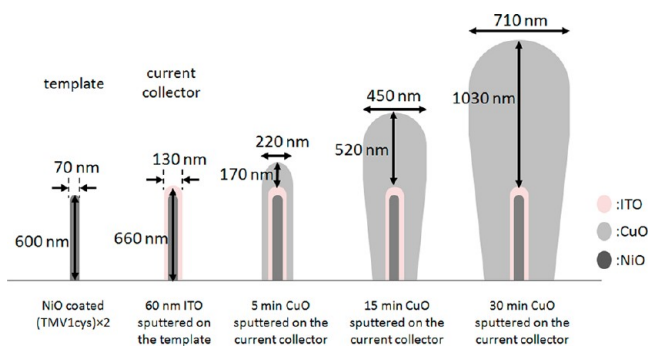 710 nm
template
current
collector
450 nm
1030 nm
220 nm
520 nm
70 nm
130 nm
170 nm
600 nm
660 nm
:ITO
:CuO
:NiO
NiO coated
(TMV1cys)×2
60 nm ITO
sputtered on
the template
5 min CuO
sputtered on the
current collector
15 min CuO
sputtered on the
current collector
30 min CuO
sputtered on the
current collector